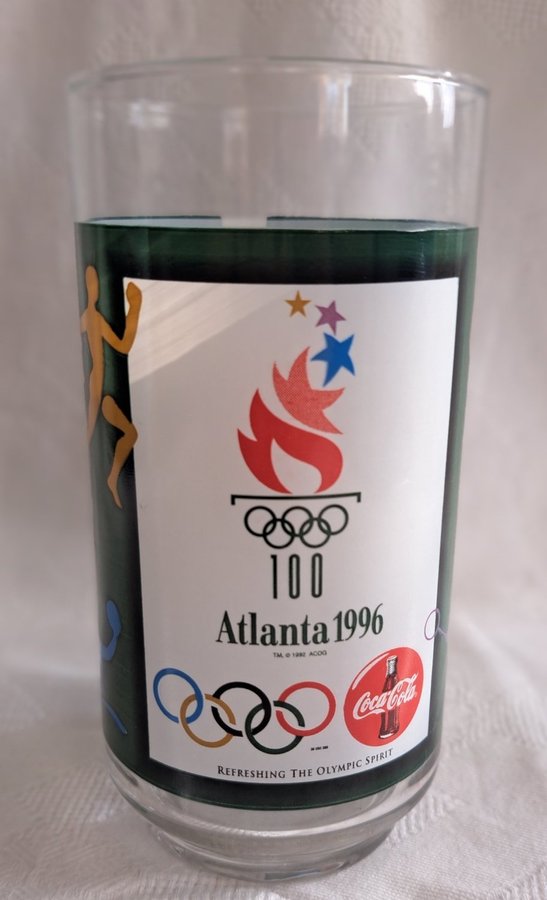 100
Atlanta 1996
TM, © 1992 ACOG
Coca-Cola
REFRESHING THE OLYMPIC SPIRIT